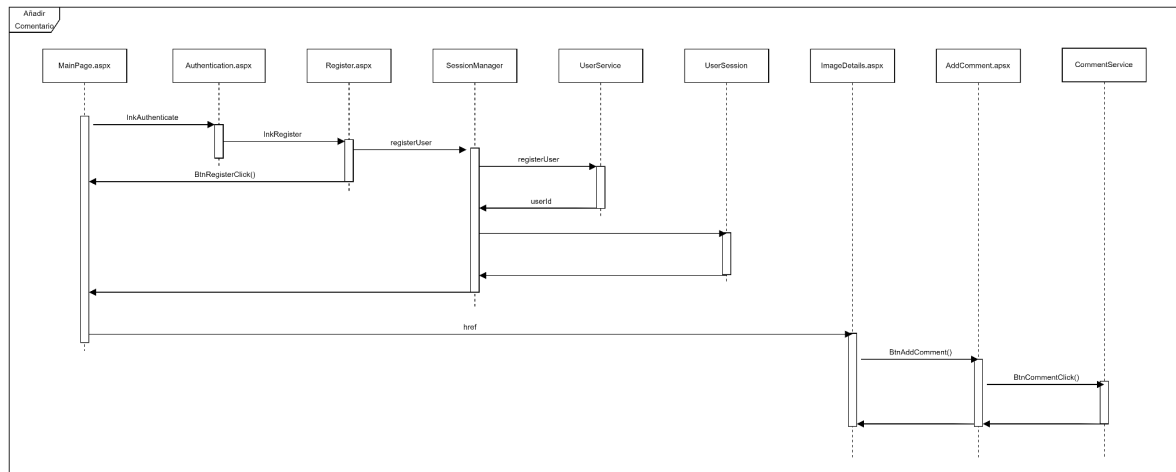 Añadir
Comentario
MainPage.aspx
Authentication.aspx
Register.aspx
SessionManager
UserService
UserSession
ImageDetails.aspx
AddComment.apsx
CommentService
lnkAuthenticate
lnkRegister
registerUser
registerUser
BtnRegisterClick()
userId
href
BtnAddComment()
BtnCommentClick()